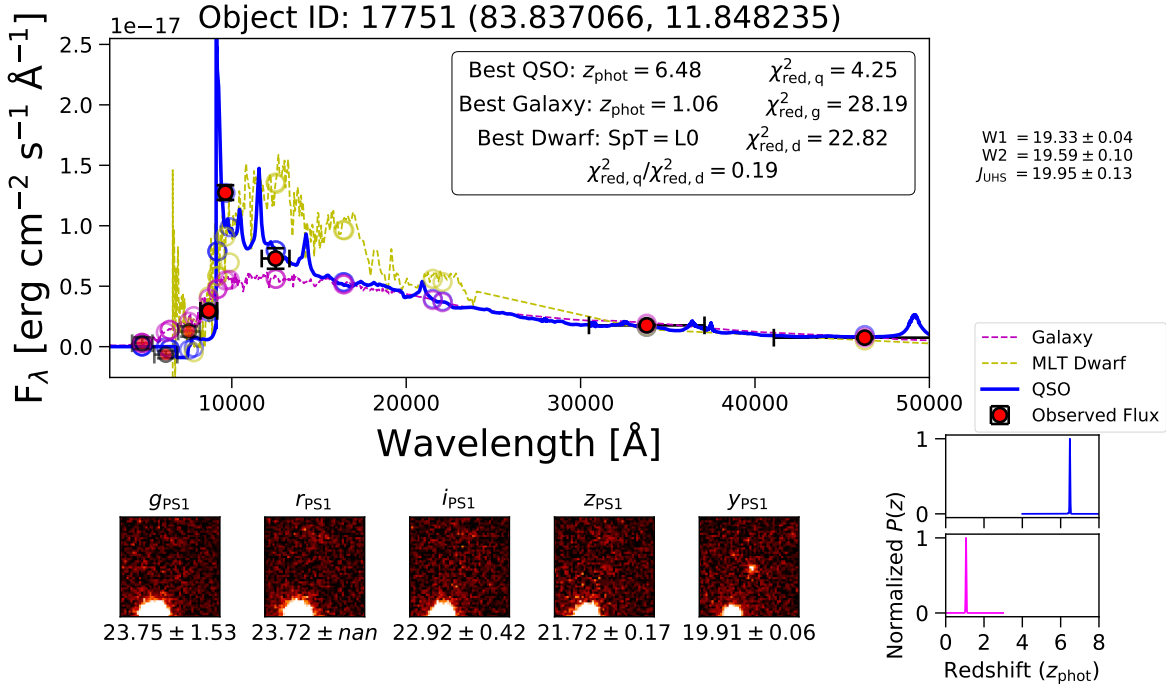 Object ID: 17751 (83.837066, 11.848235)
1e−17
F_λ [erg cm⁻² s⁻¹ Å⁻¹]
2.5
2.0
1.5
1.0
0.5
0.0
Best QSO: z_phot = 6.48 χ²_red, q = 4.25
Best Galaxy: z_phot = 1.06 χ²_red, g = 28.19
Best Dwarf: SpT = L0 χ²_red, d = 22.82
χ²_red, q/χ²_red, d = 0.19
W1 = 19.33 ± 0.04
W2 = 19.59 ± 0.10
J_UHS = 19.95 ± 0.13
10000 20000 30000 40000 50000
Wavelength [Å]
Galaxy
MLT Dwarf
QSO
Observed Flux
g_PS1 r_PS1 i_PS1 z_PS1 y_PS1
23.75 ± 1.53 23.72 ± nan 22.92 ± 0.42 21.72 ± 0.17 19.91 ± 0.06
Normalized P(z)
1
0
1
0
0 2 4 6 8
Redshift (z_phot)